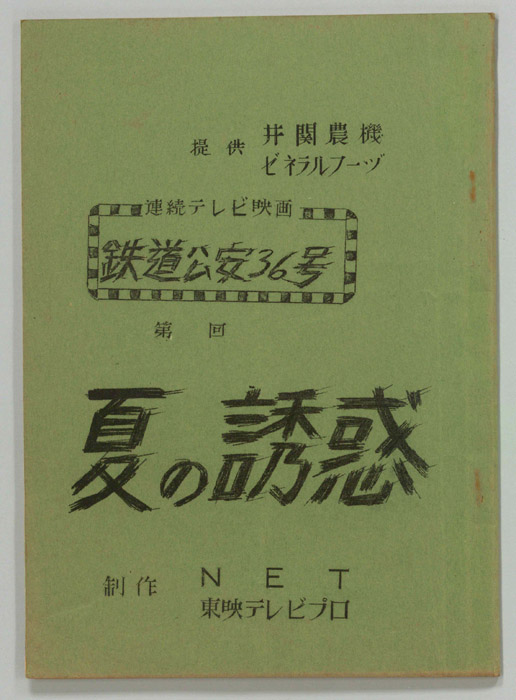 提供 井関農機
ゼネラルフーヅ
連続テレビ映画
鉄道公安36号
第 回
夏の誘惑
制作 NET
東映テレビプロ